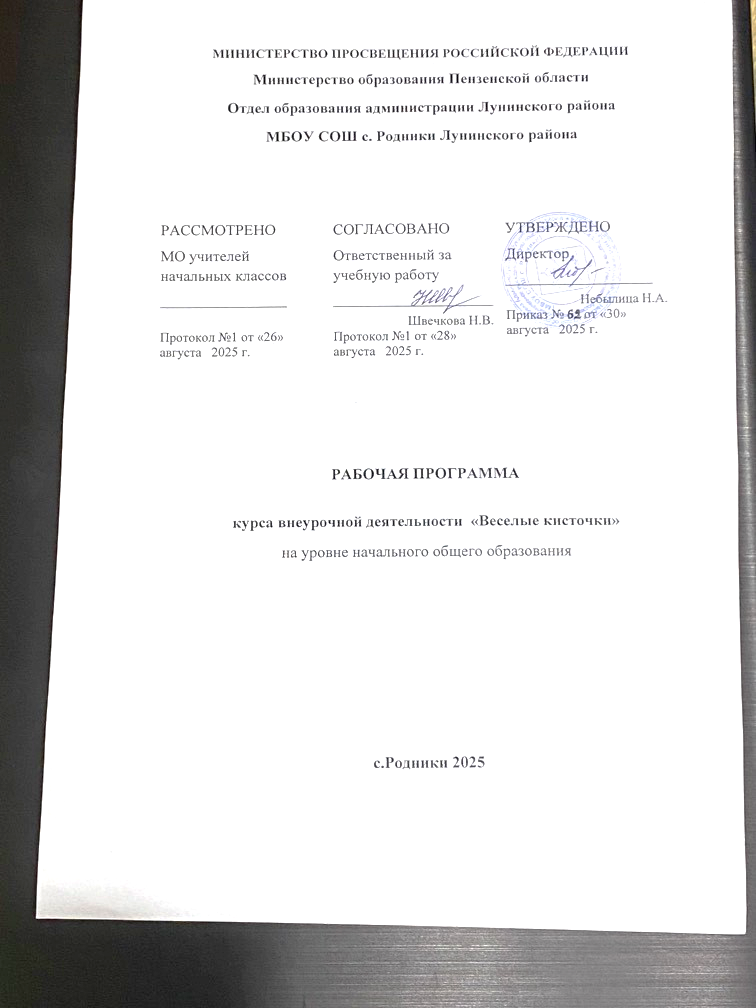 МИНИСТЕРСТВО ПРОСВЕЩЕНИЯ РОССИЙСКОЙ ФЕДЕРАЦИИ
Министерство образования Пензенской области
Отдел образования администрации Лунинского района
МБОУ СОШ с. Родники Лунинского района
РАССМОТРЕНО
МО учителей
начальных классов
Протокол №1 от «26»
августа 2025 г.
СОГЛАСОВАНО
Ответственный за
учебную работу
Швечкова Н.В.
Протокол №1 от «28»
августа 2025 г.
УТВЕРЖДЕНО
Директор
Небылица Н.А.
Приказ № 62 от «30»
августа 2025 г.
РАБОЧАЯ ПРОГРАММА
курса внеурочной деятельности «Веселые кисточки»
на уровне начального общего образования
с.Родники 2025